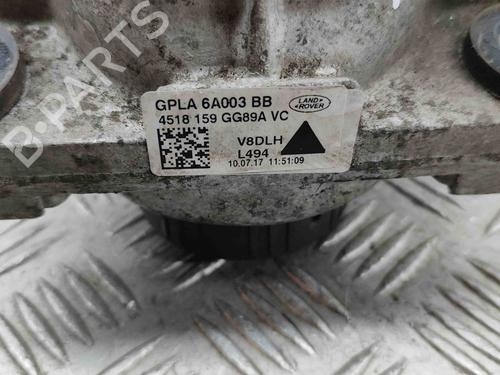 GPLA 6A003 BB
LAND
ROVER
4518 159 GG89A VC
V8DLH
L494
10.07.17 11:51:09
B-PARTS